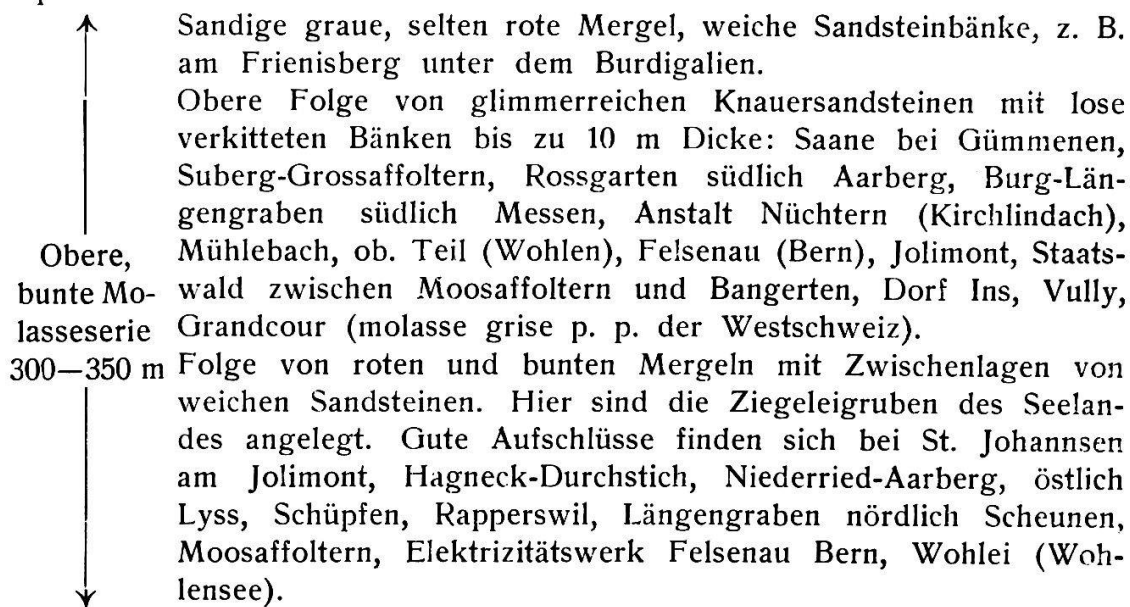 Sandige graue, selten rote Mergel, weiche Sandsteinbänke, z. B.
am Frienisberg unter dem Burdigalien.
Obere Folge von glimmerreichen Knauersandsteinen mit lose
verkitteten Bänken bis zu 10 m Dicke: Saane bei Gümmenen,
Suberg-Grossaffoltern, Rossgarten südlich Aarberg, Burg-Län-
gengraben südlich Messen, Anstalt Nüchtern (Kirchlindach),
Mühlebach, ob. Teil (Wohlen), Felsenau (Bern), Jolimont, Staats-
wald zwischen Moosaffoltern und Bangerten, Dorf Ins, Vully,
Grandcour (molasse grise p. p. der Westschweiz).
Folge von roten und bunten Mergeln mit Zwischenlagen von
weichen Sandsteinen. Hier sind die Ziegeleigruben des Seelan-
des angelegt. Gute Aufschlüsse finden sich bei St. Johannsen
am Jolimont, Hagneck-Durchstich, Niederried-Aarberg, östlich
Lyss, Schüpfen, Rapperswil, Längengraben nördlich Scheunen,
Moosaffoltern, Elektrizitätswerk Felsenau Bern, Wohlei (Woh-
lensee).
Obere,
bunte Mo-
lasseserie
300—350 m